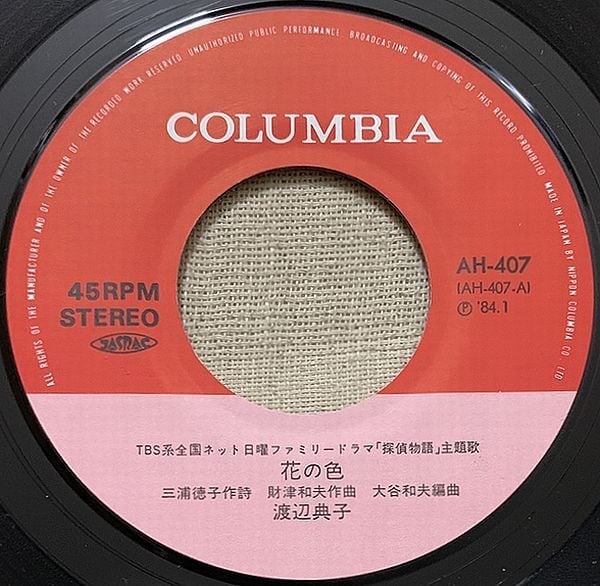 ALL RIGHTS OF THE MANUFACTURER AND OF THE OWNER OF THE RECORDED WORK RESERVED UNAUTHORIZED PUBLIC PERFORMANCE BROADCASTING AND COPYING OF THIS RECORD PROHIBITED MADE IN JAPAN BY NIPPON COLUMBIA CO. LTD
COLUMBIA
45RPM
STEREO
JASRAC
AH-407
(AH-407-A)
Ⓟ '84.1
TBS系全国ネット日曜ファミリードラマ「探偵物語」主題歌
花の色
三浦徳子作詩 財津和夫作曲 大谷和夫編曲
渡辺典子